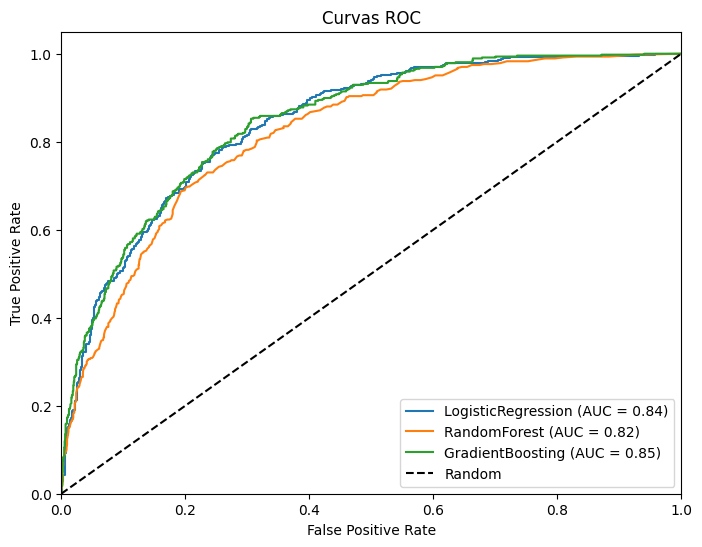 Curvas ROC
1.0
0.8
0.6
0.4
0.2
0.0
True Positive Rate
LogisticRegression (AUC = 0.84)
RandomForest (AUC = 0.82)
GradientBoosting (AUC = 0.85)
Random
0.0 0.2 0.4 0.6 0.8 1.0
False Positive Rate